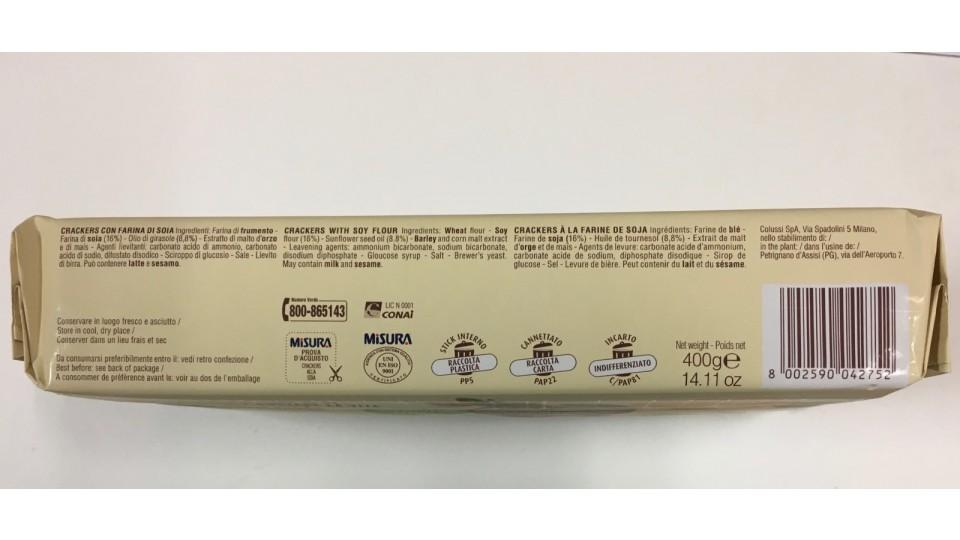 CRACKERS CON FARINA DI SOIA Ingredienti: Farina di frumento -
Farina di soia (16%) - Olio di girasole (8,8%) - Estratto di malto d'orzo
e di mais - Agenti lievitanti: carbonato acido di ammonio, carbonato
acido di sodio, difosfato disodico - Sciroppo di glucosio - Sale - Lievito
di birra. Può contenere latte e sesamo.
CRACKERS WITH SOY FLOUR Ingredients: Wheat flour - Soy
flour (16%) - Sunflower seed oil (8.8%) - Barley and corn malt extract
- Leavening agents: ammonium bicarbonate, sodium bicarbonate,
disodium diphosphate - Gloucose syrup - Salt - Brewer's yeast.
May contain milk and sesame.
CRACKERS À LA FARINE DE SOJA Ingrédients: Farine de blé -
Farine de soja (16%) - Huile de tournesol (8,8%) - Extrait de malt
d'orge et de maïs - Agents de levure: carbonate acide d'ammonium,
carbonate acide de sodium, diphosphate disodique - Sirop de
glucose - Sel - Levure de bière. Peut contenir du lait et du sésame.
Colussi SpA, Via Spadolini 5 Milano,
nello stabilimento di: /
in the plant: / dans l'usine de: /
Petrignano d'Assisi (PG), via dell'Aeroporto 7.
Conservare in luogo fresco e asciutto /
Store in cool, dry place /
Conserver dans un lieu frais et sec
Da consumarsi preferibilmente entro il: vedi retro confezione /
Best before: see back of package /
A consommer de préférence avant le: voir au dos de l'emballage
Numero Verde
800-865143
LIC N 0001
CONAI
MiSURA
PROVA
D'ACQUISTO
CRACKERS
ALLA
SOIA
MiSURA
UNI
EN ISO
9001
CERTIFICATO
STICK INTERNO
RACCOLTA
PLASTICA
PP5
CANNETTATO
RACCOLTA
CARTA
PAP22
INCARTO
INDIFFERENZIATO
C/PAP81
Net weight - Poids net
400g℮
14.11 oz
8 002590 042752